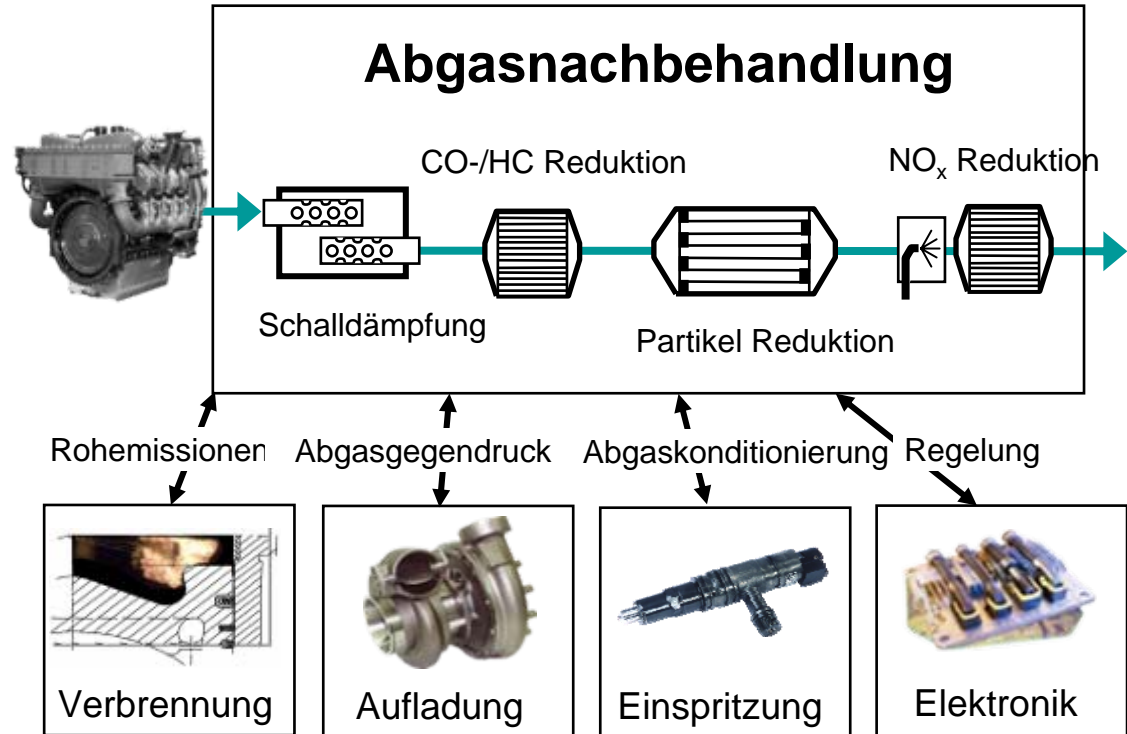 Abgasnachbehandlung
CO-/HC Reduktion
NOx Reduktion
Schalldämpfung
Partikel Reduktion
Rohemissionen
Abgasgegendruck
Abgaskonditionierung
Regelung
Verbrennung
Aufladung
Einspritzung
Elektronik